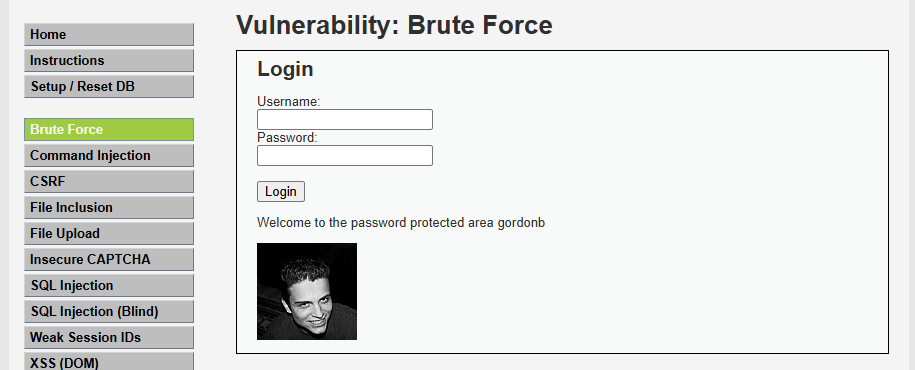 Home
Instructions
Setup / Reset DB
Brute Force
Command Injection
CSRF
File Inclusion
File Upload
Insecure CAPTCHA
SQL Injection
SQL Injection (Blind)
Weak Session IDs
XSS (DOM)
Vulnerability: Brute Force
Login
Username:
Password:
Login
Welcome to the password protected area gordonb